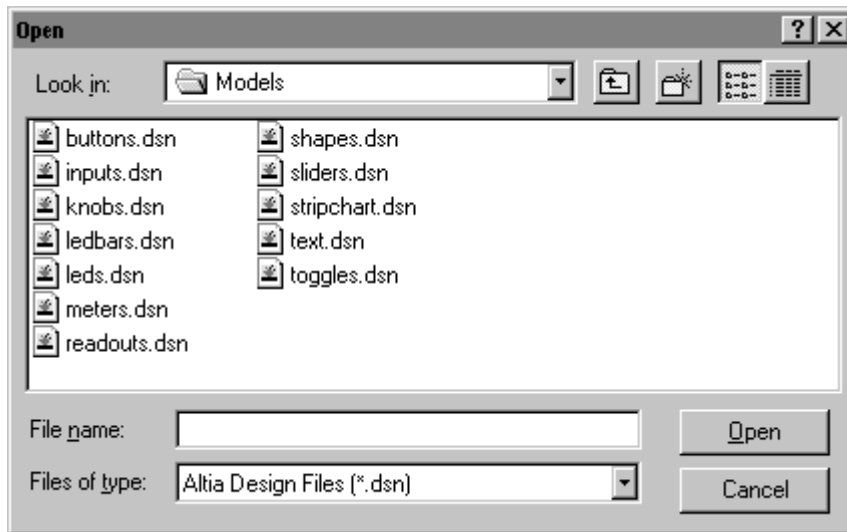 Open
Look in: Models
buttons.dsn
inputs.dsn
knobs.dsn
ledbars.dsn
leds.dsn
meters.dsn
readouts.dsn
shapes.dsn
sliders.dsn
stripchart.dsn
text.dsn
toggles.dsn
File name: Open
Files of type: Altia Design Files (*.dsn) Cancel